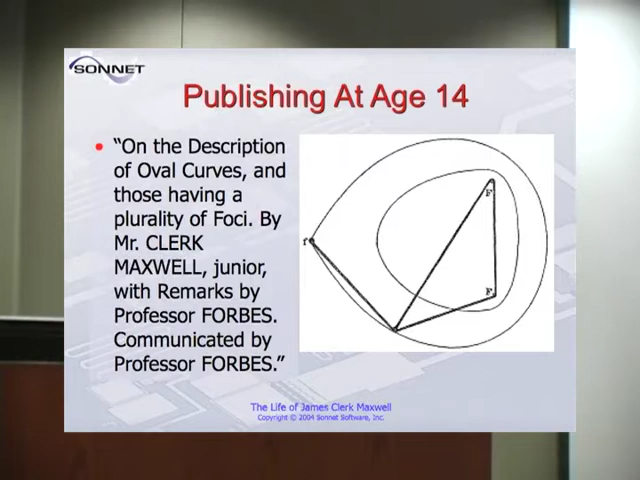 SONNET
Publishing At Age 14
• “On the Description
of Oval Curves, and
those having a
plurality of Foci. By
Mr. CLERK
MAXWELL, junior,
with Remarks by
Professor FORBES.
Communicated by
Professor FORBES.”
F
f
F
The Life of James Clerk Maxwell
Copyright © 2004 Sonnet Software, Inc.